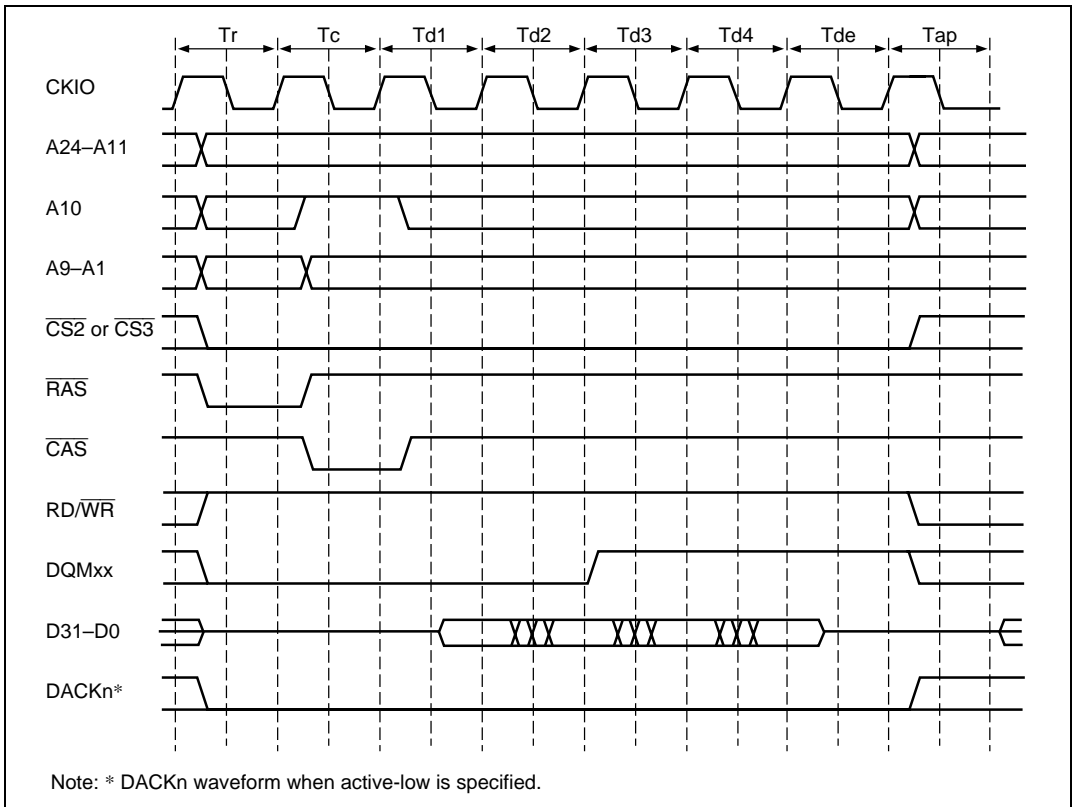 Tr Tc Td1 Td2 Td3 Td4 Tde Tap
CKIO
A24–A11
A10
A9–A1
CS2 or CS3
RAS
CAS
RD/WR
DQMxx
D31–D0
DACKn*
Note: * DACKn waveform when active-low is specified.